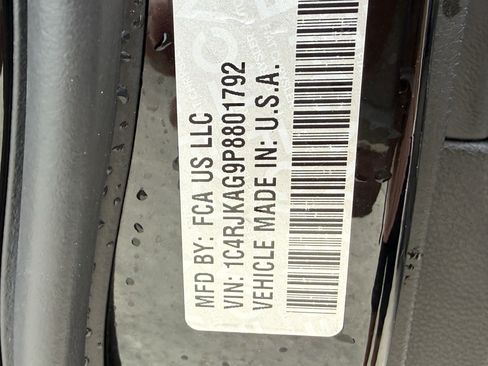 MFD BY: FCA US LLC
VIN: 1C4RJKAG9P8801792
VEHICLE MADE IN: U.S.A.